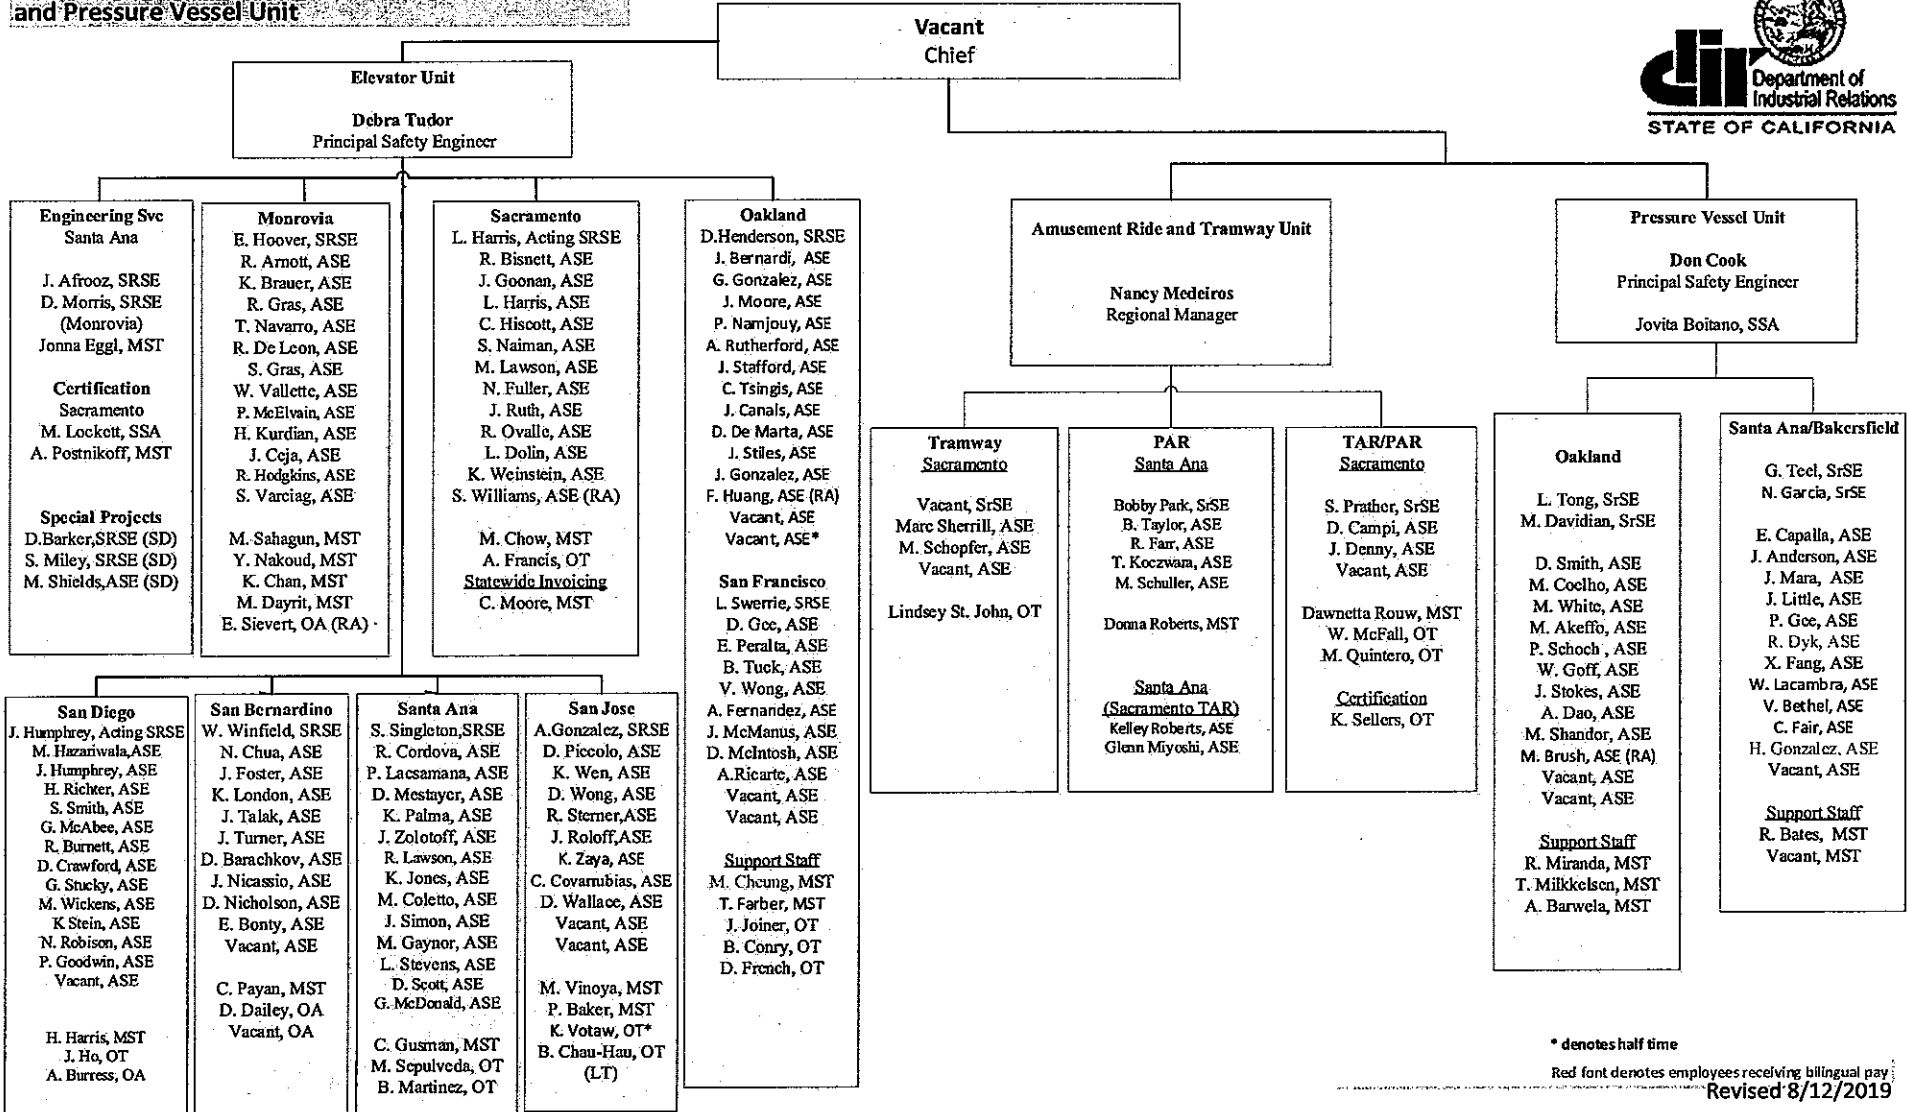 and Pressure Vessel Unit
Vacant
Chief
dir
Department of
Industrial Relations
STATE OF CALIFORNIA
Elevator Unit
Debra Tudor
Principal Safety Engineer
Engineering Svc
Santa Ana
J. Afrooz, SRSE
D. Morris, SRSE
(Monrovia)
Jonna Eggl, MST
Certification
Sacramento
M. Lockett, SSA
A. Postnikoff, MST
Special Projects
D.Barker,SRSE (SD)
S. Miley, SRSE (SD)
M. Shields,ASE (SD)
Monrovia
E. Hoover, SRSE
R. Arnott, ASE
K. Brauer, ASE
R. Gras, ASE
T. Navarro, ASE
R. De Leon, ASE
S. Gras, ASE
W. Vallette, ASE
P. McElvain, ASE
H. Kurdian, ASE
J. Ceja, ASE
R. Hodgkins, ASE
S. Varciag, ASE
M. Sahagun, MST
Y. Nakoud, MST
K. Chan, MST
M. Dayrit, MST
E. Sievert, OA (RA)
Sacramento
L. Harris, Acting SRSE
R. Bisnett, ASE
J. Goonan, ASE
L. Harris, ASE
C. Hiscott, ASE
S. Naiman, ASE
M. Lawson, ASE
N. Fuller, ASE
J. Ruth, ASE
R. Ovalle, ASE
L. Dolin, ASE
K. Weinstein, ASE
S. Williams, ASE (RA)
M. Chow, MST
A. Francis, OT
Statewide Invoicing
C. Moore, MST
Oakland
D.Henderson, SRSE
J. Bernardi, ASE
G. Gonzalez, ASE
J. Moore, ASE
P. Namjouy, ASE
A. Rutherford, ASE
J. Stafford, ASE
C. Tsingis, ASE
J. Canals, ASE
D. De Marta, ASE
J. Stiles, ASE
J. Gonzalez, ASE
F. Huang, ASE (RA)
Vacant, ASE
Vacant, ASE*
San Francisco
L. Swerrie, SRSE
D. Gee, ASE
E. Peralta, ASE
B. Tuck, ASE
V. Wong, ASE
A. Fernandez, ASE
J. McManus, ASE
D. McIntosh, ASE
A.Ricarte, ASE
Vacant, ASE
Vacant, ASE
Support Staff
M. Cheung, MST
T. Farber, MST
J. Joiner, OT
B. Conry, OT
D. French, OT
San Diego
J. Humphrey, Acting SRSE
M. Hazariwala,ASE
J. Humphrey, ASE
H. Richter, ASE
S. Smith, ASE
G. McAbee, ASE
R. Burnett, ASE
D. Crawford, ASE
G. Stucky, ASE
M. Wickens, ASE
K Stein, ASE
N. Robison, ASE
P. Goodwin, ASE
Vacant, ASE
H. Harris, MST
J. Ho, OT
A. Burress, OA
San Bernardino
W. Winfield, SRSE
N. Chua, ASE
J. Foster, ASE
K. London, ASE
J. Talak, ASE
J. Turner, ASE
D. Barachkov, ASE
J. Nicassio, ASE
D. Nicholson, ASE
E. Bonty, ASE
Vacant, ASE
C. Payan, MST
D. Dailey, OA
Vacant, OA
Santa Ana
S. Singleton,SRSE
R. Cordova, ASE
P. Lacsamana, ASE
D. Mestayer, ASE
K. Palma, ASE
J. Zolotoff, ASE
R. Lawson, ASE
K. Jones, ASE
M. Coletto, ASE
J. Simon, ASE
M. Gaynor, ASE
L. Stevens, ASE
D. Scott, ASE
G. McDonald, ASE
C. Gusman, MST
M. Sepulveda, OT
B. Martinez, OT
San Jose
A.Gonzalez, SRSE
D. Piccolo, ASE
K. Wen, ASE
D. Wong, ASE
R. Sterner,ASE
J. Roloff,ASE
K. Zaya, ASE
C. Covarrubias, ASE
D. Wallace, ASE
Vacant, ASE
Vacant, ASE
M. Vinoya, MST
P. Baker, MST
K. Votaw, OT*
B. Chau-Hau, OT
(LT)
Amusement Ride and Tramway Unit
Nancy Medeiros
Regional Manager
Tramway
Sacramento
Vacant, SrSE
Marc Sherrill, ASE
M. Schopfer, ASE
Vacant, ASE
Lindsey St. John, OT
PAR
Santa Ana
Bobby Park, SrSE
B. Taylor, ASE
R. Farr, ASE
T. Koczwara, ASE
M. Schuller, ASE
Donna Roberts, MST
Santa Ana
(Sacramento TAR)
Kelley Roberts, ASE
Glenn Miyoshi, ASE
TAR/PAR
Sacramento
S. Prather, SrSE
D. Campi, ASE
J. Denny, ASE
Vacant, ASE
Dawnetta Rouw, MST
W. McFall, OT
M. Quintero, OT
Certification
K. Sellers, OT
Pressure Vessel Unit
Don Cook
Principal Safety Engineer
Jovita Boitano, SSA
Oakland
L. Tong, SrSE
M. Davidian, SrSE
D. Smith, ASE
M. Coelho, ASE
M. White, ASE
M. Akeffo, ASE
P. Schoch , ASE
W. Goff, ASE
J. Stokes, ASE
A. Dao, ASE
M. Shandor, ASE
M. Brush, ASE (RA)
Vacant, ASE
Vacant, ASE
Support Staff
R. Miranda, MST
T. Milkkelsen, MST
A. Barwela, MST
Santa Ana/Bakersfield
G. Teel, SrSE
N. Garcia, SrSE
E. Capalla, ASE
J. Anderson, ASE
J. Mara, ASE
J. Little, ASE
P. Gee, ASE
R. Dyk, ASE
X. Fang, ASE
W. Lacambra, ASE
V. Bethel, ASE
C. Fair, ASE
H. Gonzalez, ASE
Vacant, ASE
Support Staff
R. Bates, MST
Vacant, MST
* denotes half time
Red font denotes employees receiving bilingual pay
Revised 8/12/2019